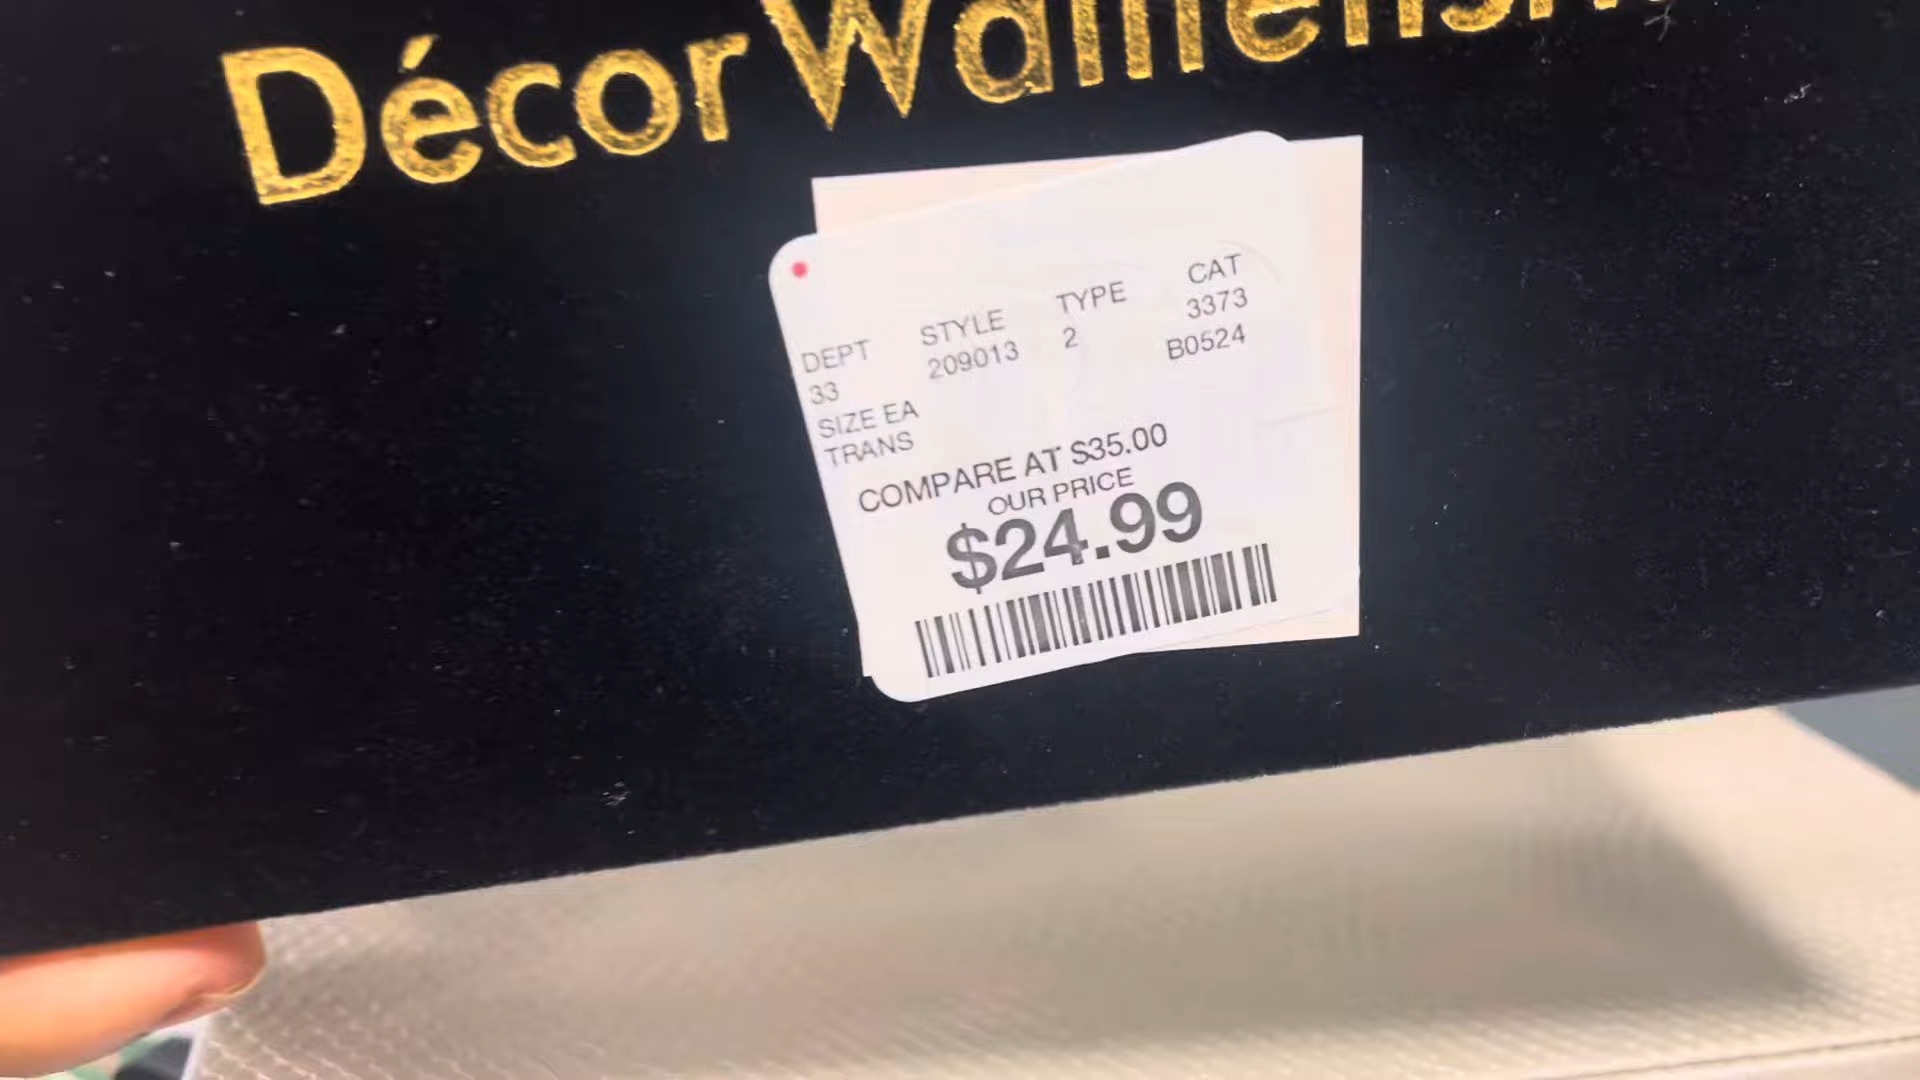 Décor
DEPT STYLE TYPE CAT
33 209013 2 3373
SIZE EA B0524
TRANS
COMPARE AT $35.00
OUR PRICE
$24.99